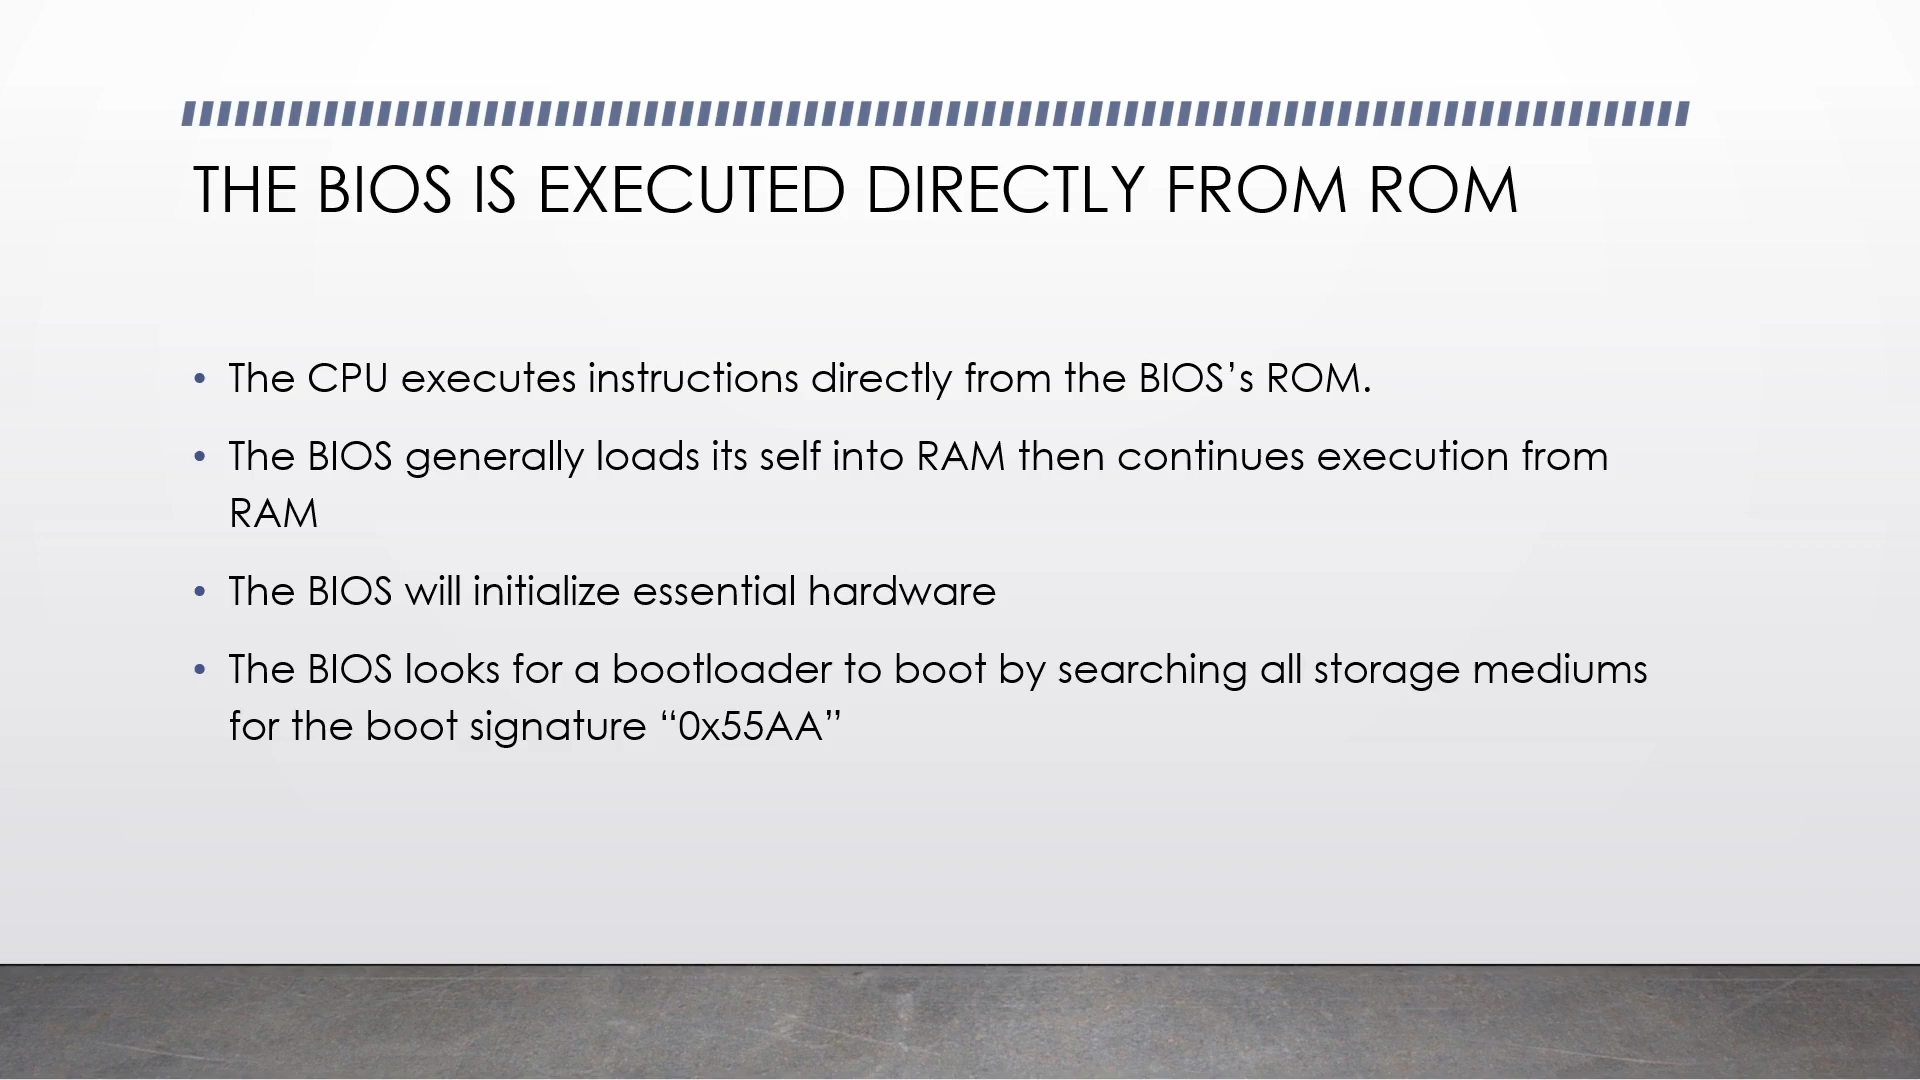 THE BIOS IS EXECUTED DIRECTLY FROM ROM
• The CPU executes instructions directly from the BIOS’s ROM.
• The BIOS generally loads its self into RAM then continues execution from
RAM
• The BIOS will initialize essential hardware
• The BIOS looks for a bootloader to boot by searching all storage mediums
for the boot signature “0x55AA”